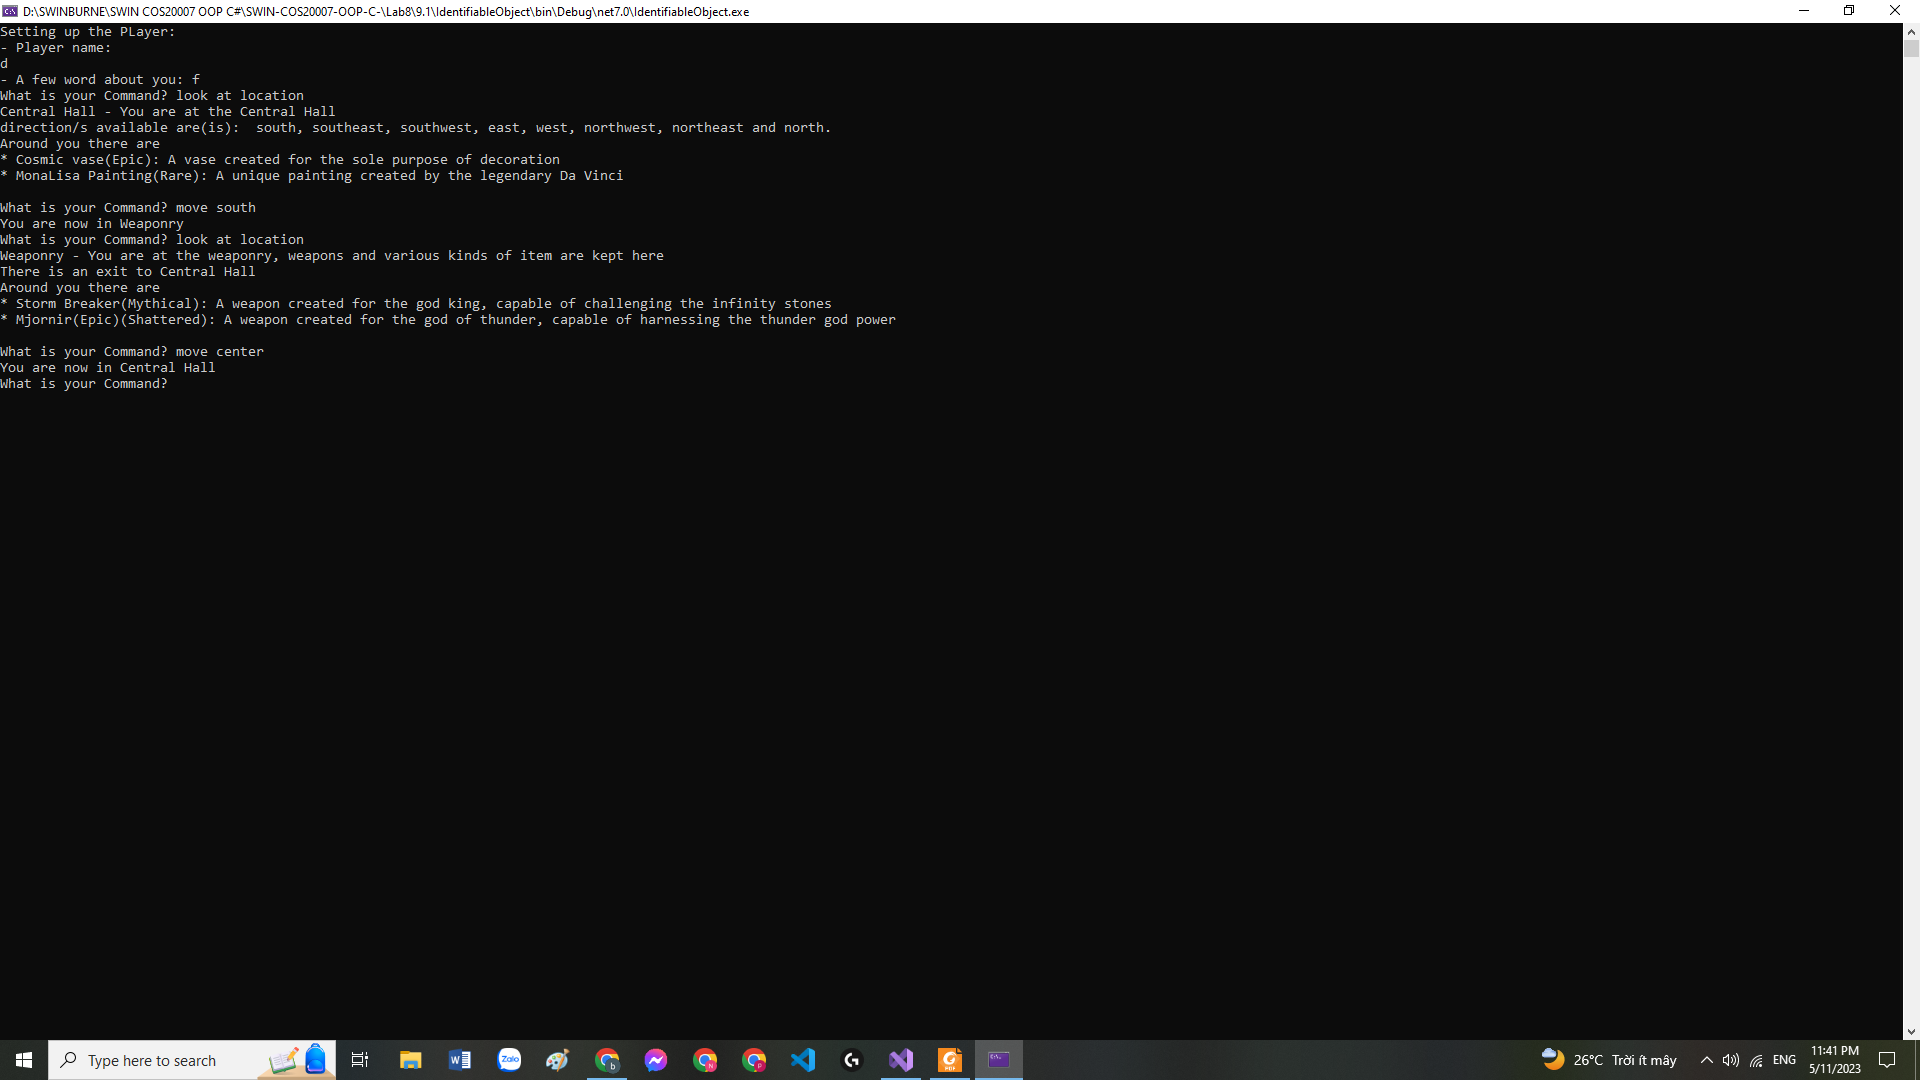 D:\SWINBURNE\SWIN COS20007 OOP C#\SWIN-COS20007-OOP-C-\Lab8\9.1\IdentifiableObject\bin\Debug\net7.0\IdentifiableObject.exe
Setting up the PLayer:
- Player name:
d
- A few word about you: f
What is your Command? look at location
Central Hall - You are at the Central Hall
direction/s available are(is):  south, southeast, southwest, east, west, northwest, northeast and north.
Around you there are
* Cosmic vase(Epic): A vase created for the sole purpose of decoration
* MonaLisa Painting(Rare): A unique painting created by the legendary Da Vinci
What is your Command? move south
You are now in Weaponry
What is your Command? look at location
Weaponry - You are at the weaponry, weapons and various kinds of item are kept here
There is an exit to Central Hall
Around you there are
* Storm Breaker(Mythical): A weapon created for the god king, capable of challenging the infinity stones
* Mjornir(Epic)(Shattered): A weapon created for the god of thunder, capable of harnessing the thunder god power
What is your Command? move center
You are now in Central Hall
What is your Command?
Type here to search
Zalo
26°C Trời ít mây
ENG
11:41 PM
5/11/2023